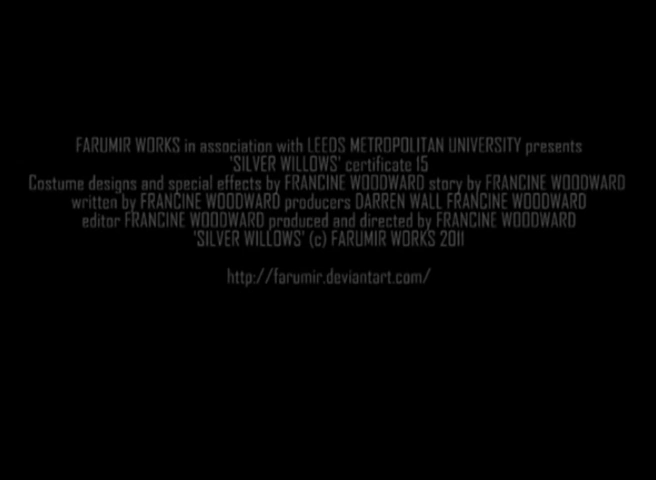 FARUMIR WORKS in association with LEEDS METROPOLITAN UNIVERSITY presents
'SILVER WILLOWS' certificate 15
Costume designs and special effects by FRANCINE WOODWARD story by FRANCINE WOODWARD
written by FRANCINE WOODWARD producers DARREN WALL FRANCINE WOODWARD
editor FRANCINE WOODWARD produced and directed by FRANCINE WOODWARD
'SILVER WILLOWS' (c) FARUMIR WORKS 2011
http://farumir.deviantart.com/